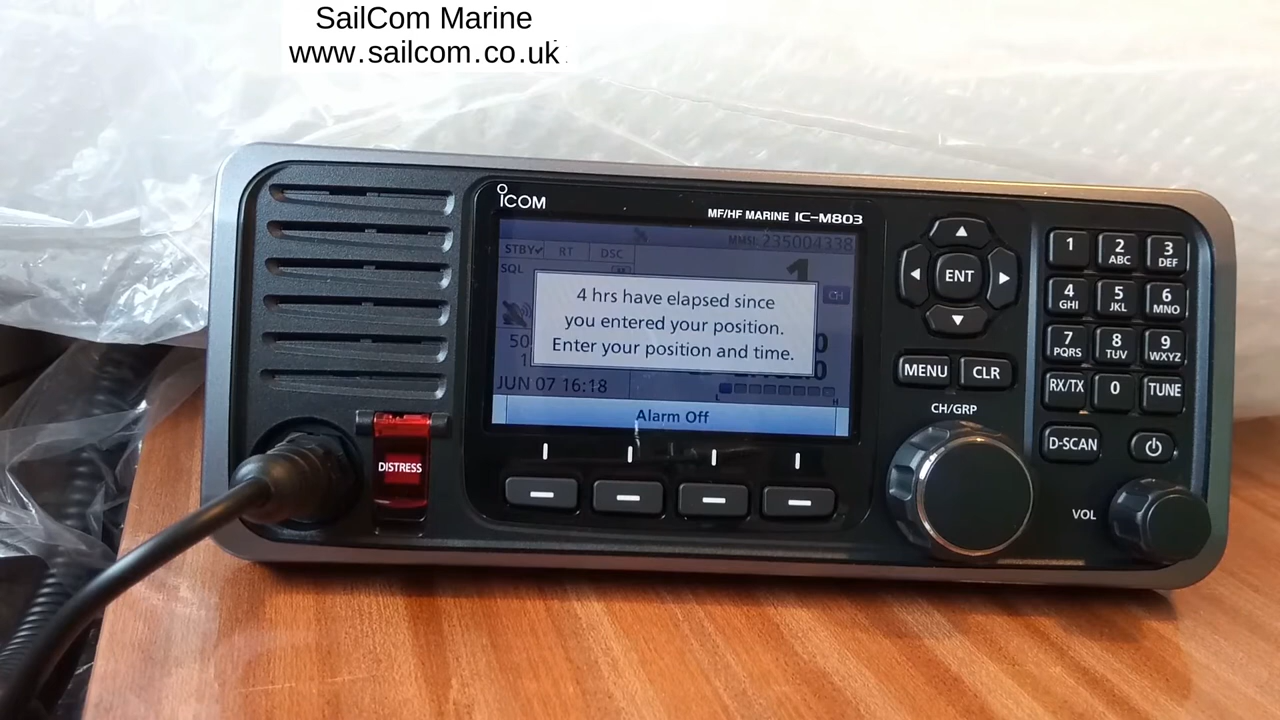 SailCom Marine
www.sailcom.co.uk
ICOM
MF/HF MARINE IC-M803
MMSI: 235004338
STBY✔ RT DSC
SQL
1
CH
4 hrs have elapsed since
you entered your position.
Enter your position and time.
50
JUN 07 16:18
L H
Alarm Off
DISTRESS
ENT
MENU CLR
CH/GRP
1 2 ABC 3 DEF
4 GHI 5 JKL 6 MNO
7 PQRS 8 TUV 9 WXYZ
RX/TX 0 TUNE
D-SCAN
VOL